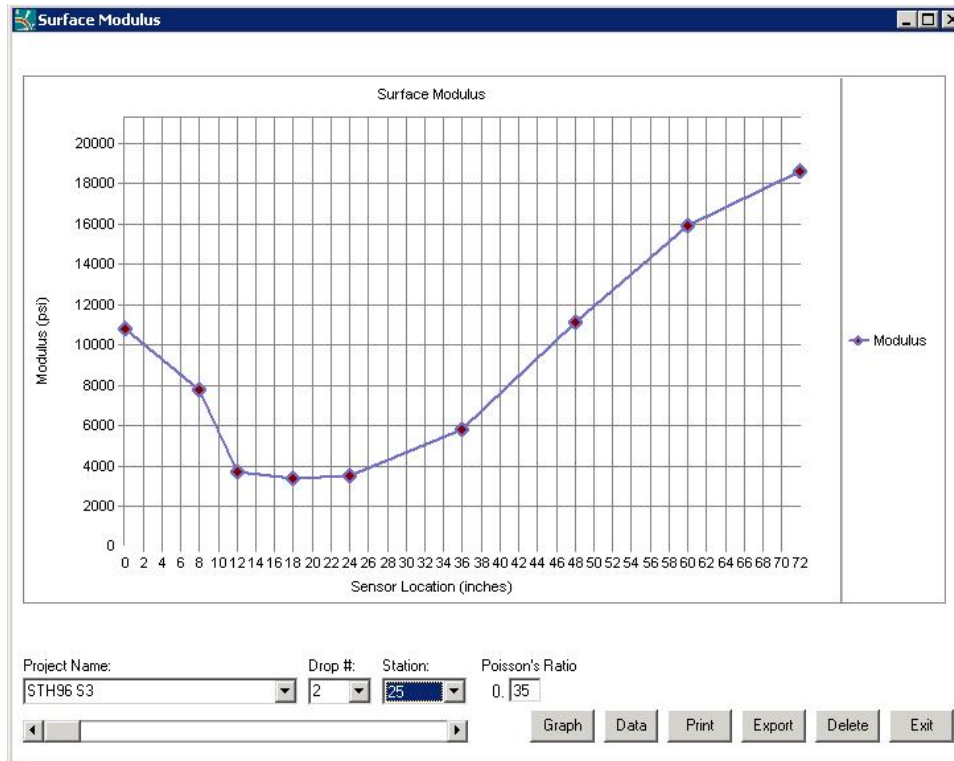 Surface Modulus
Surface Modulus
20000
18000
16000
14000
12000
10000
8000
6000
4000
2000
0
Modulus (psi)
0 2 4 6 8 10 12 14 16 18 20 22 24 26 28 30 32 34 36 38 40 42 44 46 48 50 52 54 56 58 60 62 64 66 68 70 72
Sensor Location (inches)
Modulus
Project Name: Drop #: Station: Poisson's Ratio
STH96 S3 2 25 0. 35
Graph Data Print Export Delete Exit